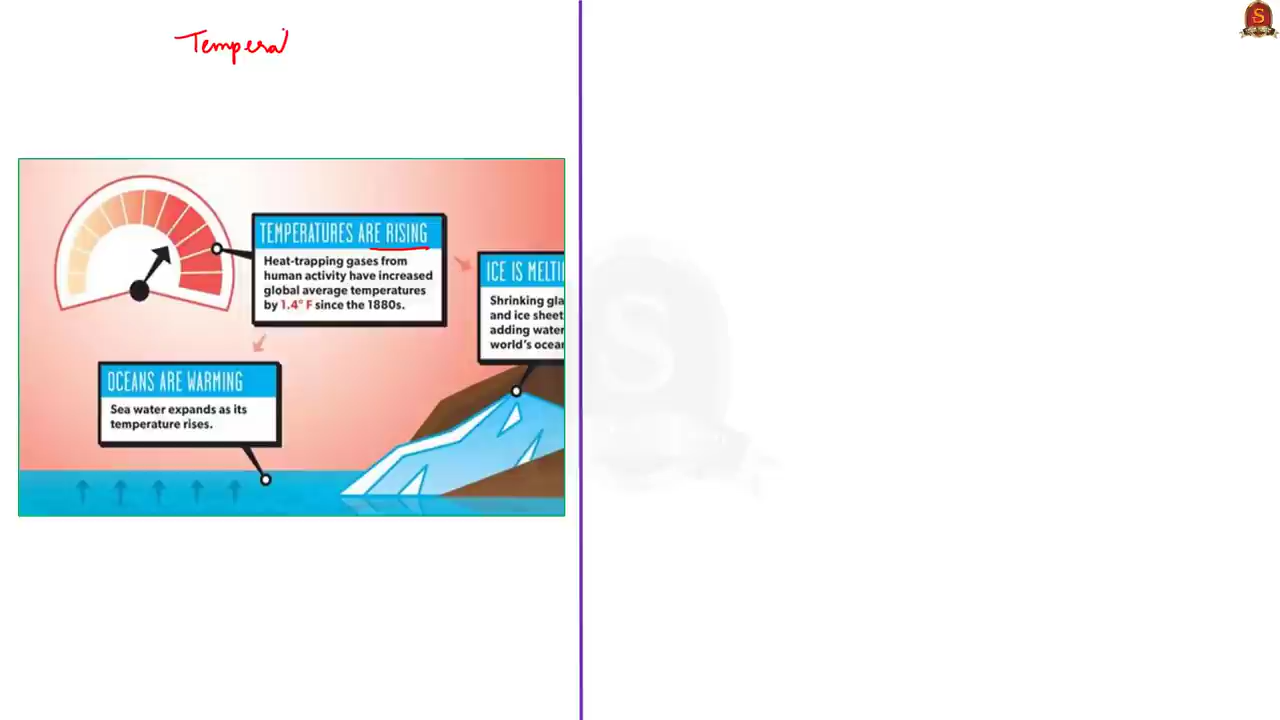 Tempera
TEMPERATURES ARE RISING
Heat-trapping gases from
human activity have increased
global average temperatures
by 1.4° F since the 1880s.
ICE IS MELTI
Shrinking gla
and ice sheet
adding water
world's ocea
OCEANS ARE WARMING
Sea water expands as its
temperature rises.
S